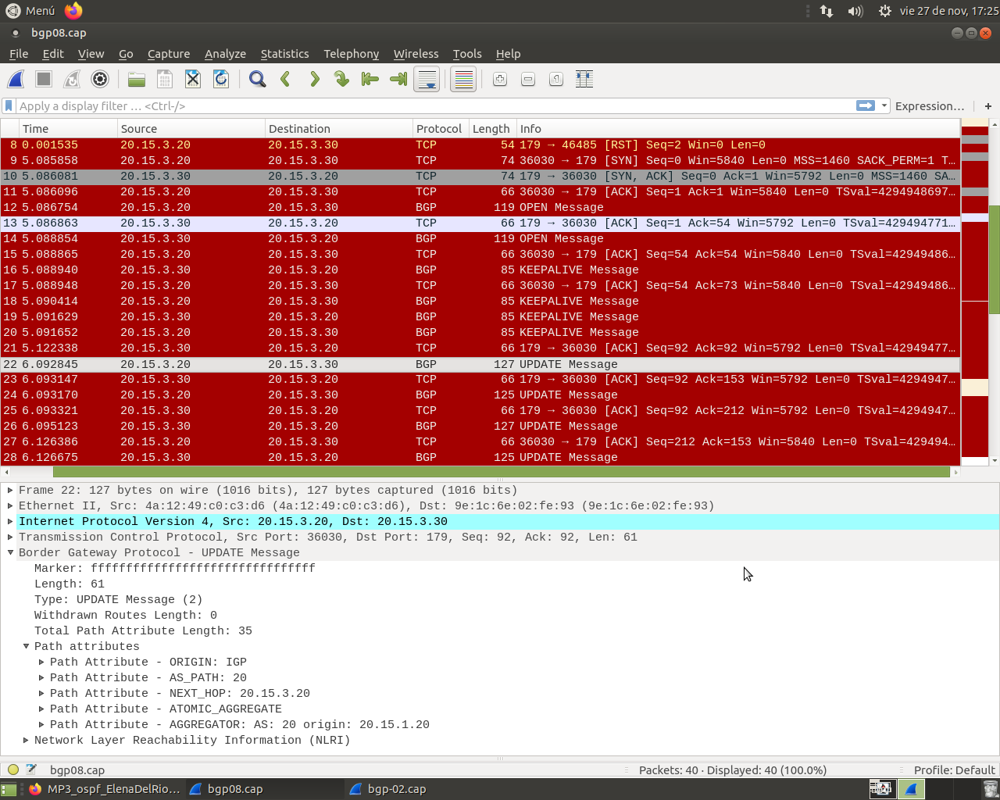 Menú vie 27 de nov, 17:25
bgp08.cap
File Edit View Go Capture Analyze Statistics Telephony Wireless Tools Help
Apply a display filter … <Ctrl-/> Expression… +
Time Source Destination Protocol Length Info
8 0.001535 20.15.3.20 20.15.3.30 TCP 54 179 → 46485 [RST] Seq=2 Win=0 Len=0
9 5.085858 20.15.3.20 20.15.3.30 TCP 74 36030 → 179 [SYN] Seq=0 Win=5840 Len=0 MSS=1460 SACK_PERM=1 T…
10 5.086081 20.15.3.30 20.15.3.20 TCP 74 179 → 36030 [SYN, ACK] Seq=0 Ack=1 Win=5792 Len=0 MSS=1460 SA…
11 5.086096 20.15.3.20 20.15.3.30 TCP 66 36030 → 179 [ACK] Seq=1 Ack=1 Win=5840 Len=0 TSval=4294948697…
12 5.086754 20.15.3.20 20.15.3.30 BGP 119 OPEN Message
13 5.086863 20.15.3.30 20.15.3.20 TCP 66 179 → 36030 [ACK] Seq=1 Ack=54 Win=5792 Len=0 TSval=429494771…
14 5.088854 20.15.3.30 20.15.3.20 BGP 119 OPEN Message
15 5.088865 20.15.3.20 20.15.3.30 TCP 66 36030 → 179 [ACK] Seq=54 Ack=54 Win=5840 Len=0 TSval=42949486…
16 5.088940 20.15.3.30 20.15.3.20 BGP 85 KEEPALIVE Message
17 5.088948 20.15.3.20 20.15.3.30 TCP 66 36030 → 179 [ACK] Seq=54 Ack=73 Win=5840 Len=0 TSval=42949486…
18 5.090414 20.15.3.20 20.15.3.30 BGP 85 KEEPALIVE Message
19 5.091629 20.15.3.30 20.15.3.20 BGP 85 KEEPALIVE Message
20 5.091652 20.15.3.20 20.15.3.30 BGP 85 KEEPALIVE Message
21 5.122338 20.15.3.30 20.15.3.20 TCP 66 179 → 36030 [ACK] Seq=92 Ack=92 Win=5792 Len=0 TSval=42949477…
22 6.092845 20.15.3.20 20.15.3.30 BGP 127 UPDATE Message
23 6.093147 20.15.3.30 20.15.3.20 TCP 66 179 → 36030 [ACK] Seq=92 Ack=153 Win=5792 Len=0 TSval=4294947…
24 6.093170 20.15.3.20 20.15.3.30 BGP 125 UPDATE Message
25 6.093321 20.15.3.30 20.15.3.20 TCP 66 179 → 36030 [ACK] Seq=92 Ack=212 Win=5792 Len=0 TSval=4294947…
26 6.095123 20.15.3.30 20.15.3.20 BGP 127 UPDATE Message
27 6.126386 20.15.3.20 20.15.3.30 TCP 66 36030 → 179 [ACK] Seq=212 Ack=153 Win=5840 Len=0 TSval=429494…
28 6.126675 20.15.3.30 20.15.3.20 BGP 125 UPDATE Message
Frame 22: 127 bytes on wire (1016 bits), 127 bytes captured (1016 bits)
Ethernet II, Src: 4a:12:49:c0:c3:d6 (4a:12:49:c0:c3:d6), Dst: 9e:1c:6e:02:fe:93 (9e:1c:6e:02:fe:93)
Internet Protocol Version 4, Src: 20.15.3.20, Dst: 20.15.3.30
Transmission Control Protocol, Src Port: 36030, Dst Port: 179, Seq: 92, Ack: 92, Len: 61
Border Gateway Protocol - UPDATE Message
Marker: ffffffffffffffffffffffffffffffff
Length: 61
Type: UPDATE Message (2)
Withdrawn Routes Length: 0
Total Path Attribute Length: 35
Path attributes
Path Attribute - ORIGIN: IGP
Path Attribute - AS_PATH: 20
Path Attribute - NEXT_HOP: 20.15.3.20
Path Attribute - ATOMIC_AGGREGATE
Path Attribute - AGGREGATOR: AS: 20 origin: 20.15.1.20
Network Layer Reachability Information (NLRI)
bgp08.cap Packets: 40 · Displayed: 40 (100.0%) Profile: Default
MP3_ospf_ElenaDelRio… bgp08.cap bgp-02.cap